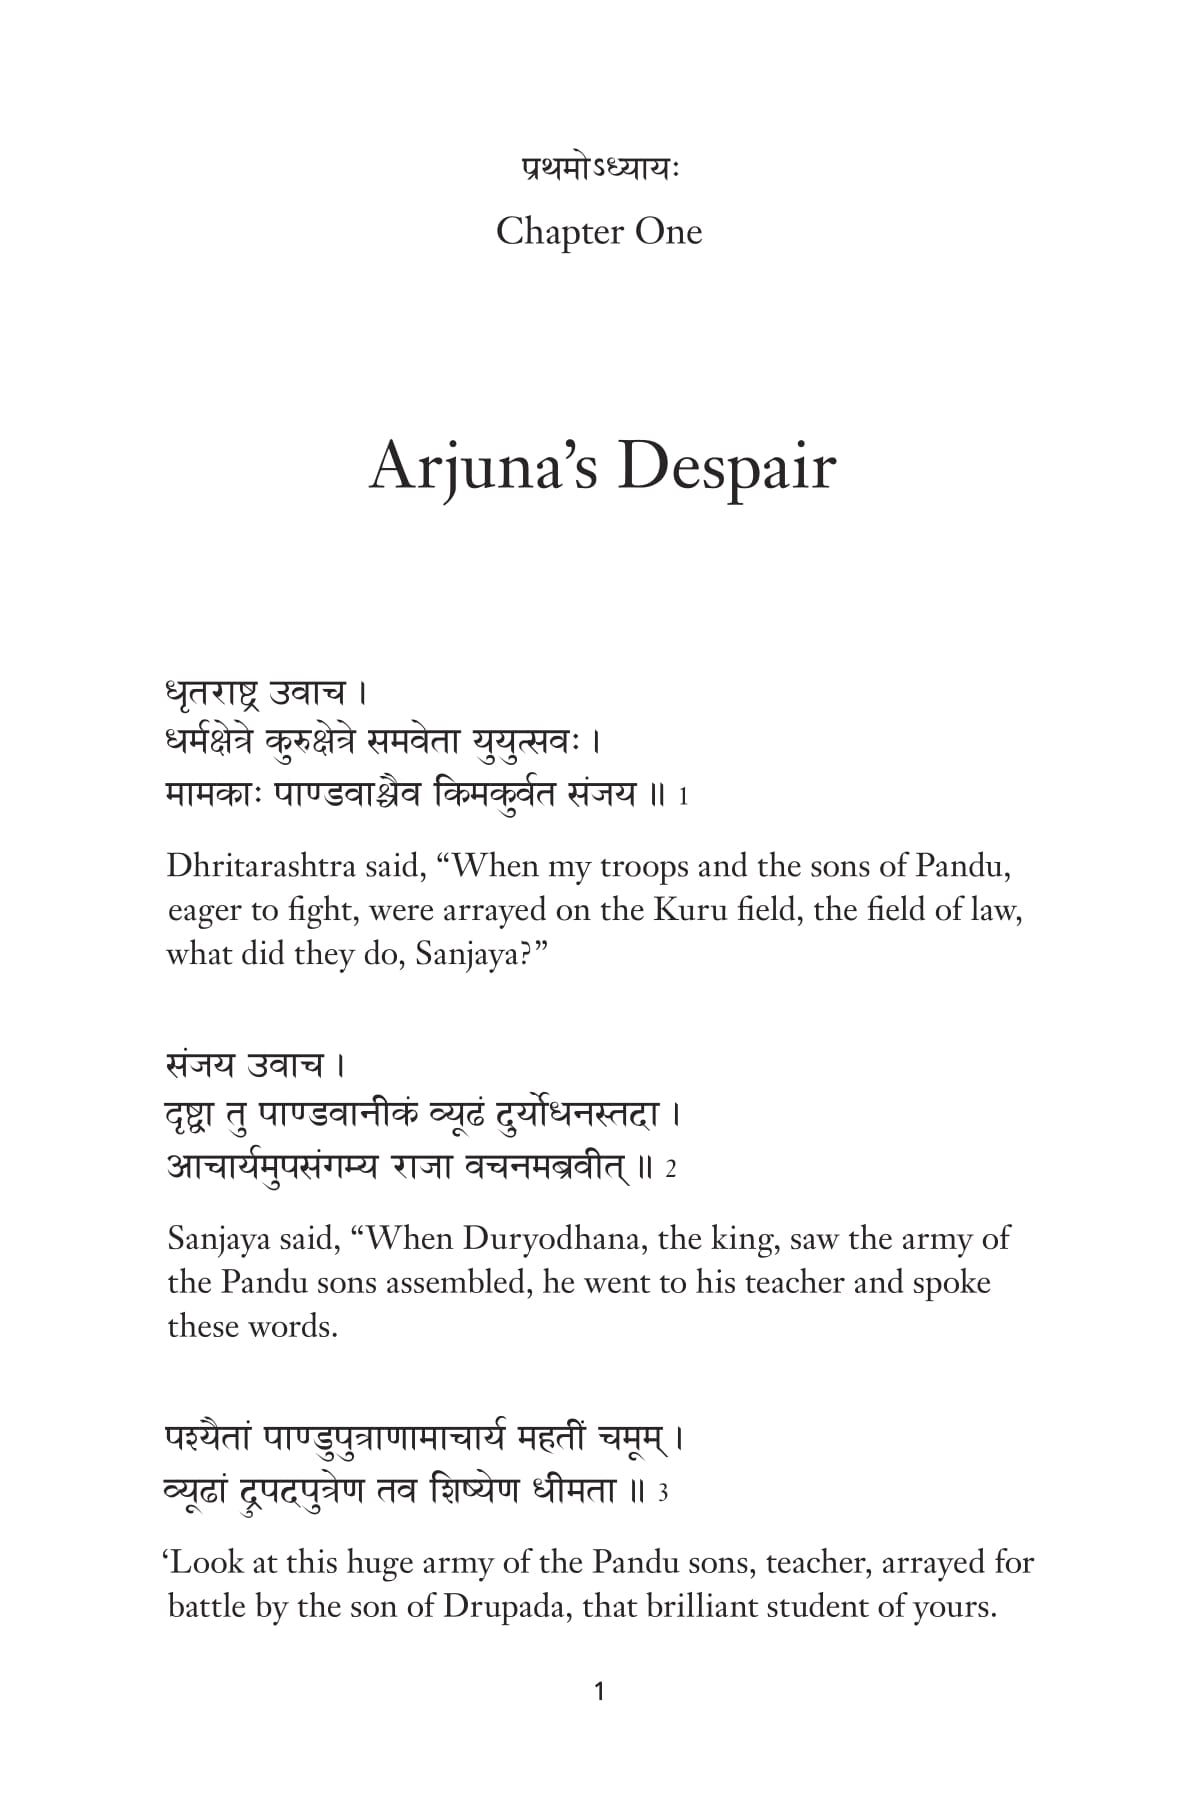 प्रथमोऽध्यायः
Chapter One
Arjuna’s Despair
धृतराष्ट्र उवाच ।
धर्मक्षेत्रे कुरुक्षेत्रे समवेता युयुत्सवः ।
मामकाः पाण्डवाश्चैव किमकुर्वत संजय ॥ 1
Dhritarashtra said, “When my troops and the sons of Pandu,
eager to fight, were arrayed on the Kuru field, the field of law,
what did they do, Sanjaya?”
संजय उवाच ।
दृष्ट्वा तु पाण्डवानीकं व्यूढं दुर्योधनस्तदा ।
आचार्यमुपसंगम्य राजा वचनमब्रवीत् ॥ 2
Sanjaya said, “When Duryodhana, the king, saw the army of
the Pandu sons assembled, he went to his teacher and spoke
these words.
पश्यैतां पाण्डुपुत्राणामाचार्य महतीं चमूम् ।
व्यूढां द्रुपदपुत्रेण तव शिष्येण धीमता ॥ 3
‘Look at this huge army of the Pandu sons, teacher, arrayed for
battle by the son of Drupada, that brilliant student of yours.
1